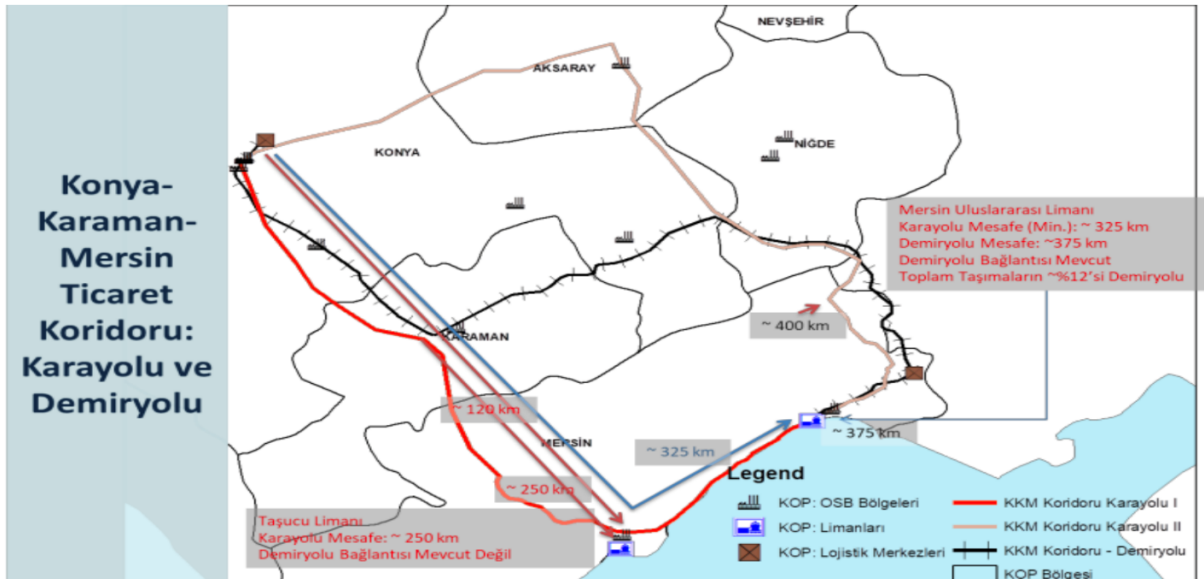 Konya-
Karaman-
Mersin
Ticaret
Koridoru:
Karayolu ve
Demiryolu
NEVŞEHİR
AKSARAY
KONYA
NİĞDE
Mersin Uluslararası Limanı
Karayolu Mesafe (Min.): ~ 325 km
Demiryolu Mesafe: ~375 km
Demiryolu Bağlantısı Mevcut
Toplam Taşımaların ~%12'si Demiryolu
~ 400 km
KARAMAN
~ 120 km
MERSİN
~ 325 km
~ 375 km
~ 250 km
Taşucu Limanı
Karayolu Mesafe: ~ 250 km
Demiryolu Bağlantısı Mevcut Değil
Legend
KOP: OSB Bölgeleri
KOP: Limanları
KOP: Lojistik Merkezleri
KKM Koridoru Karayolu I
KKM Koridoru Karayolu II
KKM Koridoru - Demiryolu
KOP Bölgesi